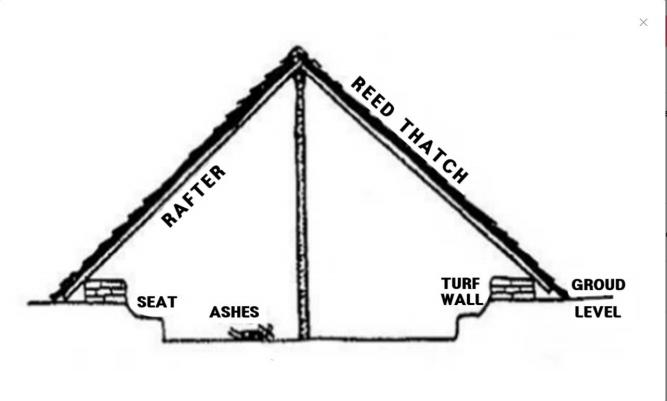 REED THATCH
RAFTER
SEAT
ASHES
TURF
WALL
GROUD
LEVEL